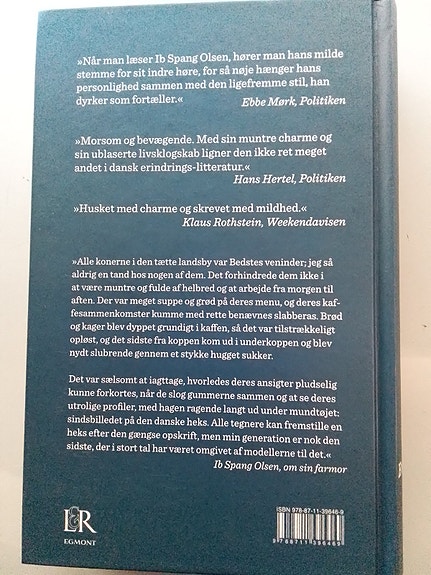 »Når man læser Ib Spang Olsen, hører man hans milde
stemme for sit indre høre, for så nøje hænger hans
personlighed sammen med den ligefremme stil, han
dyrker som fortæller.«
Ebbe Mørk, Politiken
»Morsom og bevægende. Med sin muntre charme og
sin ublaserte livsklogskab ligner den ikke ret meget
andet i dansk erindrings-litteratur.«
Hans Hertel, Politiken
»Husket med charme og skrevet med mildhed.«
Klaus Rothstein, Weekendavisen
»Alle konerne i den tætte landsby var Bedstes veninder; jeg så
aldrig en tand hos nogen af dem. Det forhindrede dem ikke i
at være muntre og fulde af helbred og at arbejde fra morgen til
aften. Der var meget suppe og grød på deres menu, og deres kaf-
fesammenkomster kumme med rette benævnes slabberas. Brød
og kager blev dyppet grundigt i kaffen, så det var tilstrækkeligt
opløst, og det sidste fra koppen kom ud i underkoppen og blev
nydt slubrende gennem et stykke hugget sukker.
Det var sælsomt at iagttage, hvorledes deres ansigter pludselig
kunne forkortes, når de slog gummerne sammen og at se deres
utrolige profiler, med hagen ragende langt ud under mundtøjet:
sindsbilledet på den danske heks. Alle tegnere kan fremstille en
heks efter den gængse opskrift, men min generation er nok den
sidste, der i stort tal har været omgivet af modellerne til det.«
Ib Spang Olsen, om sin farmor
L&R
EGMONT
ISBN 978-87-11-39646-9
9 788711 396469